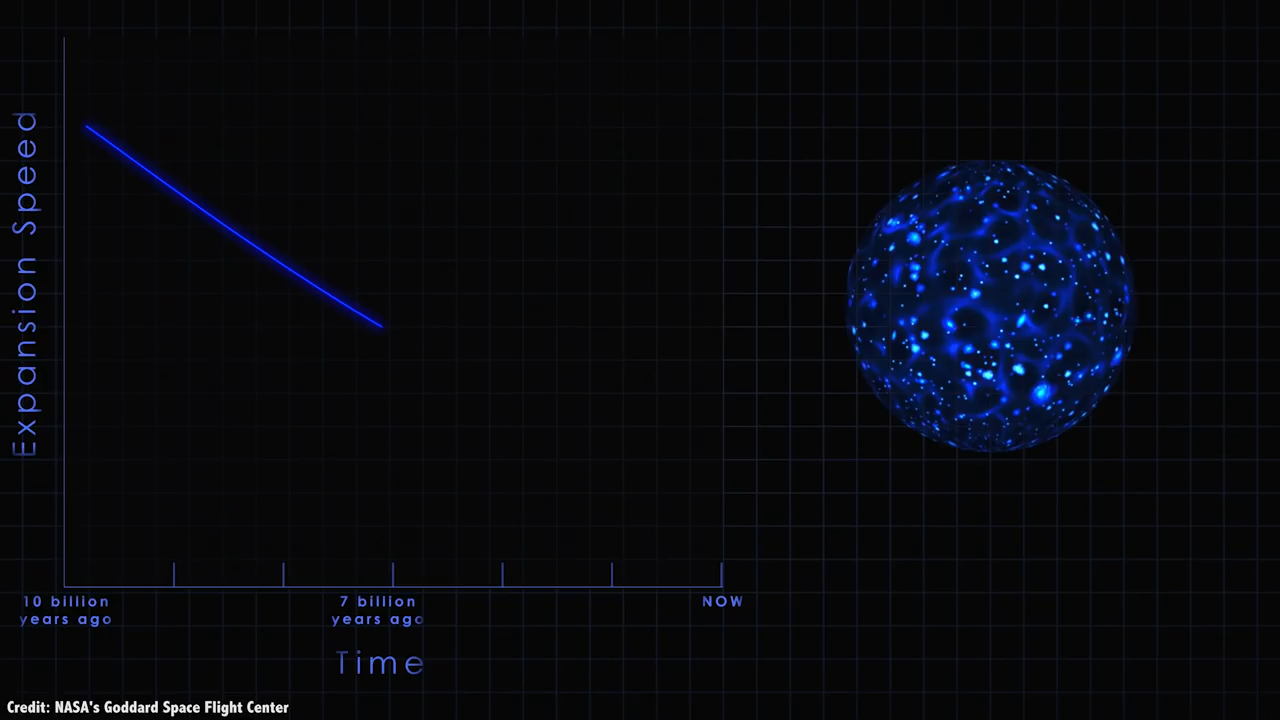 Expansion Speed
10 billion
years ago
7 billion
years ago
NOW
Time
Credit: NASA's Goddard Space Flight Center